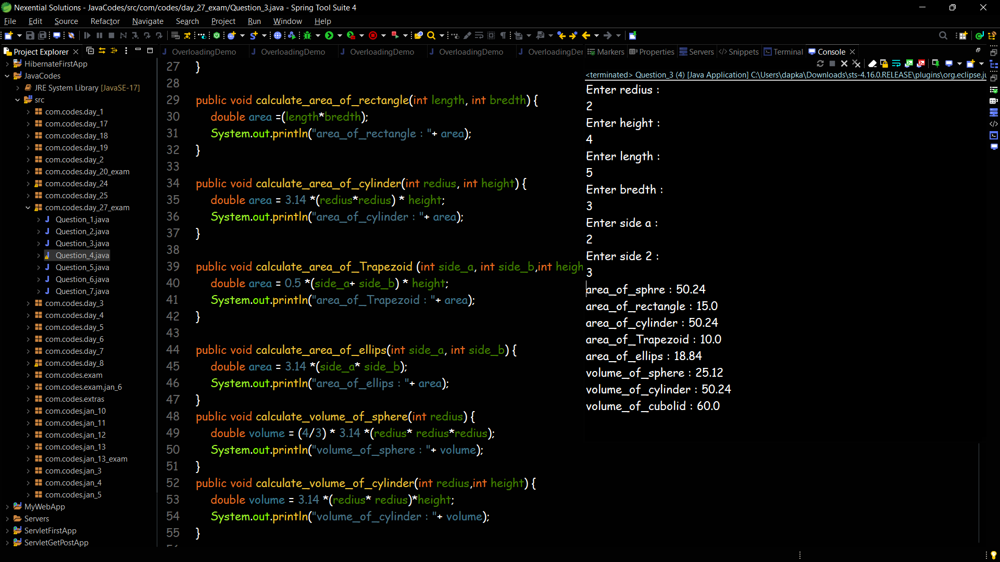 Nexential Solutions - JavaCodes/src/com/codes/day_27_exam/Question_3.java - Spring Tool Suite 4
File Edit Source Refactor Navigate Search Project Run Window Help
Project Explorer
HibernateFirstApp
JavaCodes
JRE System Library [JavaSE-17]
src
com.codes.day_1
com.codes.day_17
com.codes.day_18
com.codes.day_19
com.codes.day_2
com.codes.day_20_exam
com.codes.day_24
com.codes.day_25
com.codes.day_27_exam
Question_1.java
Question_2.java
Question_3.java
Question_4.java
Question_5.java
Question_6.java
Question_7.java
com.codes.day_3
com.codes.day_4
com.codes.day_5
com.codes.day_6
com.codes.day_7
com.codes.day_8
com.codes.exam
com.codes.exam.jan_6
com.codes.extras
com.codes.jan_10
com.codes.jan_11
com.codes.jan_12
com.codes.jan_13
com.codes.jan_13_exam
com.codes.jan_3
com.codes.jan_4
com.codes.jan_5
MyWebApp
Servers
ServletFirstApp
ServletGetPostApp
OverloadingDemo OverloadingDemo OverloadingDemo OverloadingDemo OverloadingDer
27 }
28
29 public void calculate_area_of_rectangle(int length, int bredth) {
30 double area =(length*bredth);
31 System.out.println("area_of_rectangle : "+ area);
32 }
33
34 public void calculate_area_of_cylinder(int redius, int height) {
35 double area = 3.14 *(redius*redius) * height;
36 System.out.println("area_of_cylinder : "+ area);
37 }
38
39 public void calculate_area_of_Trapezoid (int side_a, int side_b,int heigh
40 double area = 0.5 *(side_a+ side_b) * height;
41 System.out.println("area_of_Trapezoid : "+ area);
42 }
43
44 public void calculate_area_of_ellips(int side_a, int side_b) {
45 double area = 3.14 *(side_a* side_b);
46 System.out.println("area_of_ellips : "+ area);
47 }
48 public void calculate_volume_of_sphere(int redius) {
49 double volume = (4/3) * 3.14 *(redius* redius*redius);
50 System.out.println("volume_of_sphere : "+ volume);
51 }
52 public void calculate_volume_of_cylinder(int redius,int height) {
53 double volume = 3.14 *(redius* redius)*height;
54 System.out.println("volume_of_cylinder : "+ volume);
55 }
Markers Properties Servers Snippets Terminal Console
<terminated> Question_3 (4) [Java Application] C:\Users\dapka\Downloads\sts-4.16.0.RELEASE\plugins\org.eclipse.ju
Enter redius :
2
Enter height :
4
Enter length :
5
Enter bredth :
3
Enter side a :
2
Enter side 2 :
3
area_of_sphre : 50.24
area_of_rectangle : 15.0
area_of_cylinder : 50.24
area_of_Trapezoid : 10.0
area_of_ellips : 18.84
volume_of_sphere : 25.12
volume_of_cylinder : 50.24
volume_of_cubolid : 60.0